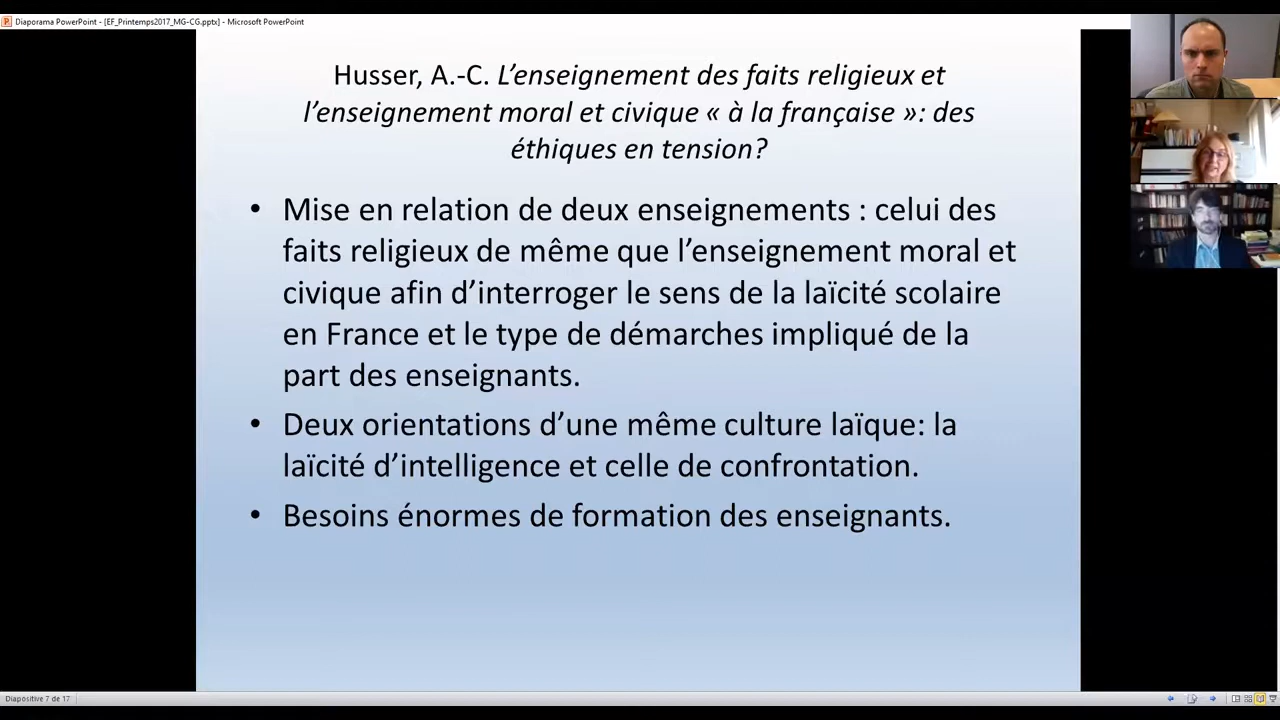 Diaporama PowerPoint - [EF_Printemps2017_MG-CG.pptx] - Microsoft PowerPoint
Husser, A.-C. L’enseignement des faits religieux et
l’enseignement moral et civique « à la française »: des
éthiques en tension?
• Mise en relation de deux enseignements : celui des
faits religieux de même que l’enseignement moral et
civique afin d’interroger le sens de la laïcité scolaire
en France et le type de démarches impliqué de la
part des enseignants.
• Deux orientations d’une même culture laïque: la
laïcité d’intelligence et celle de confrontation.
• Besoins énormes de formation des enseignants.
Diapositive 7 de 17